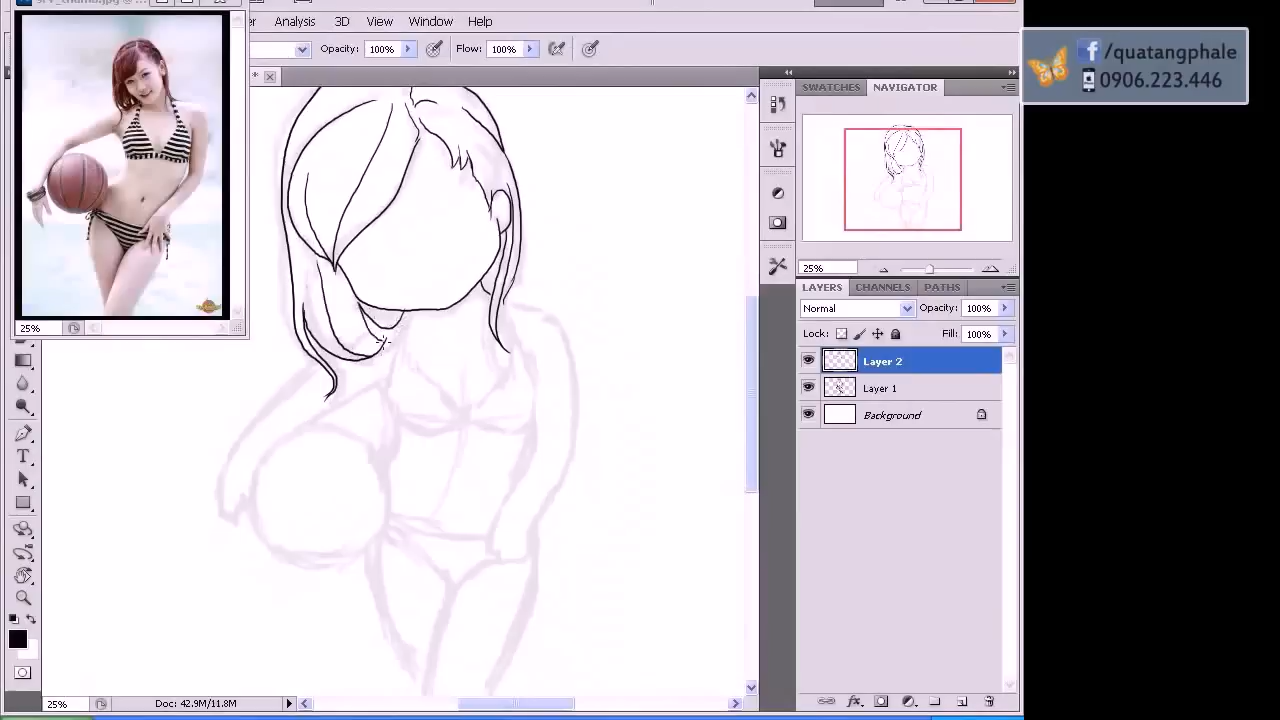 Analysis 3D View Window Help
Opacity: 100% Flow: 100%
/quatangphale
0906.223.446
SWATCHES NAVIGATOR
25%
LAYERS CHANNELS PATHS
Normal Opacity: 100%
Lock: Fill: 100%
Layer 2
Layer 1
Background
25%
T
25% Doc: 42.9M/11.8M